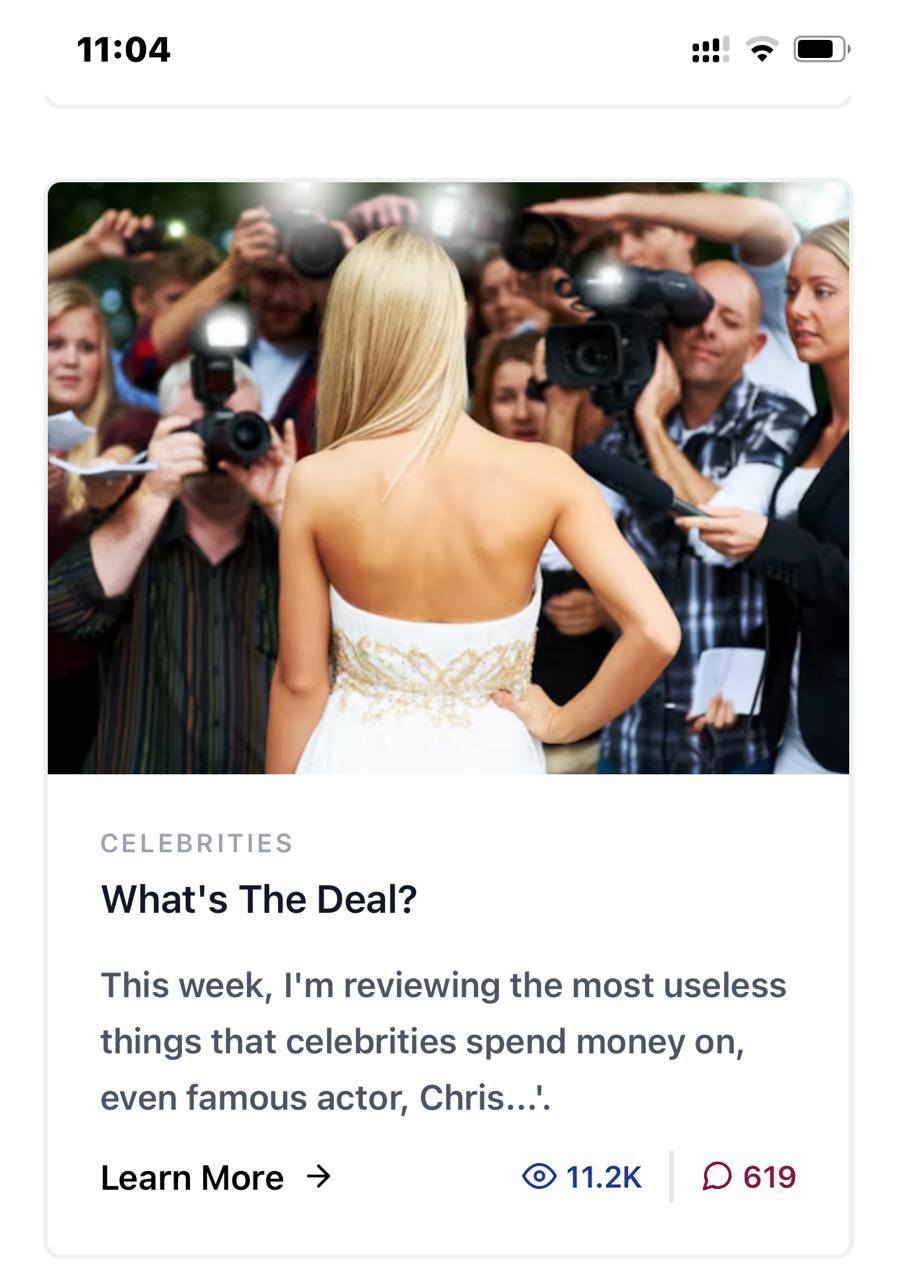 11:04
CELEBRITIES
What's The Deal?
This week, I'm reviewing the most useless
things that celebrities spend money on,
even famous actor, Chris...'.
Learn More → 11.2K 619